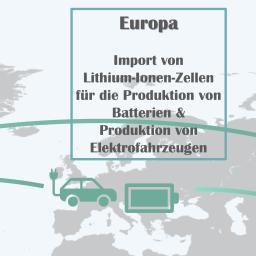 Europa
Import von
Lithium-Ionen-Zellen
für die Produktion von
Batterien &
Produktion von
Elektrofahrzeugen